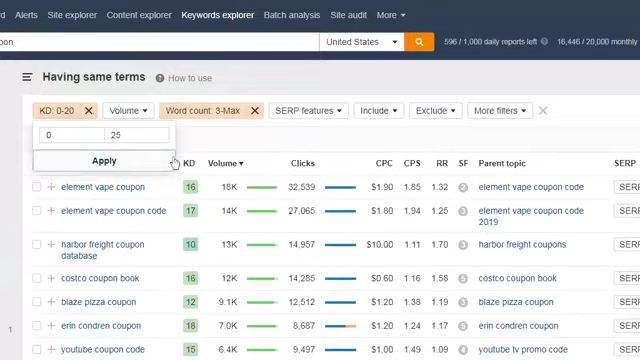 Alerts Site explorer Content explorer Keywords explorer Batch analysis Site audit More
United States 596 / 1,000 daily reports left 16,446 / 20,000 monthly
Having same terms How to use
KD: 0-20 Volume Word count: 3-Max SERP features Include Exclude More filters
0 25
Apply
KD Volume Clicks CPC CPS RR SF Parent topic SERP
element vape coupon 16 18K 32,539 $1.90 1.85 1.32 2 element vape coupon code SERP
element vape coupon code 17 14K 27,065 $1.80 1.94 1.25 3 element vape coupon code 2019 SERP
harbor freight coupon database 10 13K 14,957 $10.00 1.11 1.70 3 harbor freight coupons SERP
costco coupon book 16 12K 14,285 $0.60 1.16 1.58 5 costco coupon book SERP
blaze pizza coupon 12 9.1K 12,512 $1.20 1.38 1.19 3 blaze pizza coupon SERP
1 erin condren coupon 18 7.0K 8,687 $1.40 1.24 1.17 5 erin condren coupon SERP
youtube coupon code 15 6.4K 9,497 $1.50 1.49 1.13 3 youtube tv promo code SERP